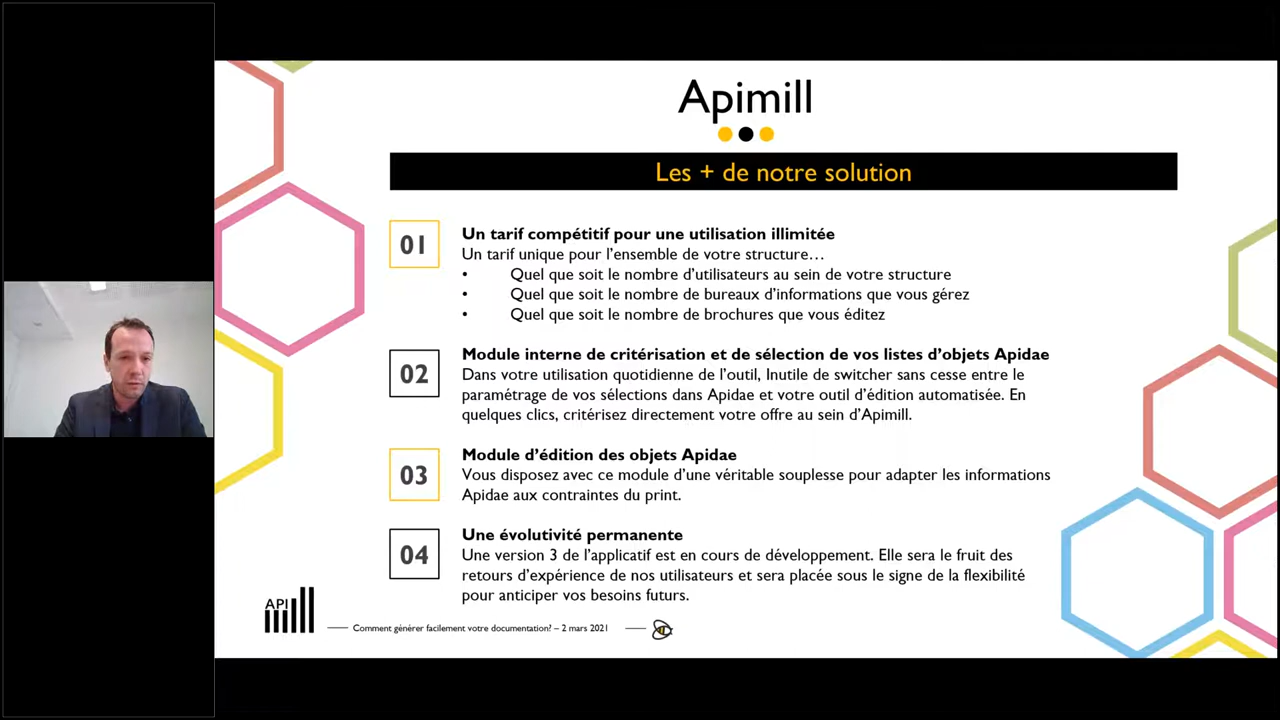 Apimill
Les + de notre solution
01
Un tarif compétitif pour une utilisation illimitée
Un tarif unique pour l’ensemble de votre structure…
• Quel que soit le nombre d’utilisateurs au sein de votre structure
• Quel que soit le nombre de bureaux d’informations que vous gérez
• Quel que soit le nombre de brochures que vous éditez
02
Module interne de critérisation et de sélection de vos listes d’objets Apidae
Dans votre utilisation quotidienne de l’outil, Inutile de switcher sans cesse entre le
paramétrage de vos sélections dans Apidae et votre outil d’édition automatisée. En
quelques clics, critérisez directement votre offre au sein d’Apimill.
03
Module d’édition des objets Apidae
Vous disposez avec ce module d’une véritable souplesse pour adapter les informations
Apidae aux contraintes du print.
04
Une évolutivité permanente
Une version 3 de l’applicatif est en cours de développement. Elle sera le fruit des
retours d’expérience de nos utilisateurs et sera placée sous le signe de la flexibilité
pour anticiper vos besoins futurs.
API
Comment générer facilement votre documentation? – 2 mars 2021